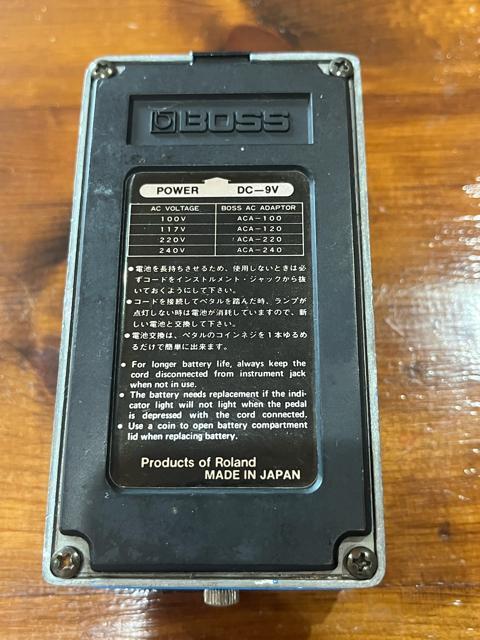 BOSS
POWER DC-9V
AC VOLTAGE BOSS AC ADAPTOR
100V ACA-100
117V ACA-120
220V ACA-220
240V ACA-240
●電池を長持ちさせるため、使用しないときは必
ずコードをインストルメント・ジャックから抜
いておくようにして下さい。
●コードを接続してペタルを踏んだ時、ランプが
点灯しない時は電池が消耗していますので、新
しい電池と交換して下さい。
●電池交換は、ペタルのコインネジを1本ゆるめ
るだけで簡単に出来ます。
● For longer battery life, always keep the
cord disconnected from instrument jack
when not in use.
● The battery needs replacement if the indi-
cator light will not light when the pedal
is depressed with the cord connected.
● Use a coin to open battery compartment
lid when replacing battery.
Products of Roland
MADE IN JAPAN